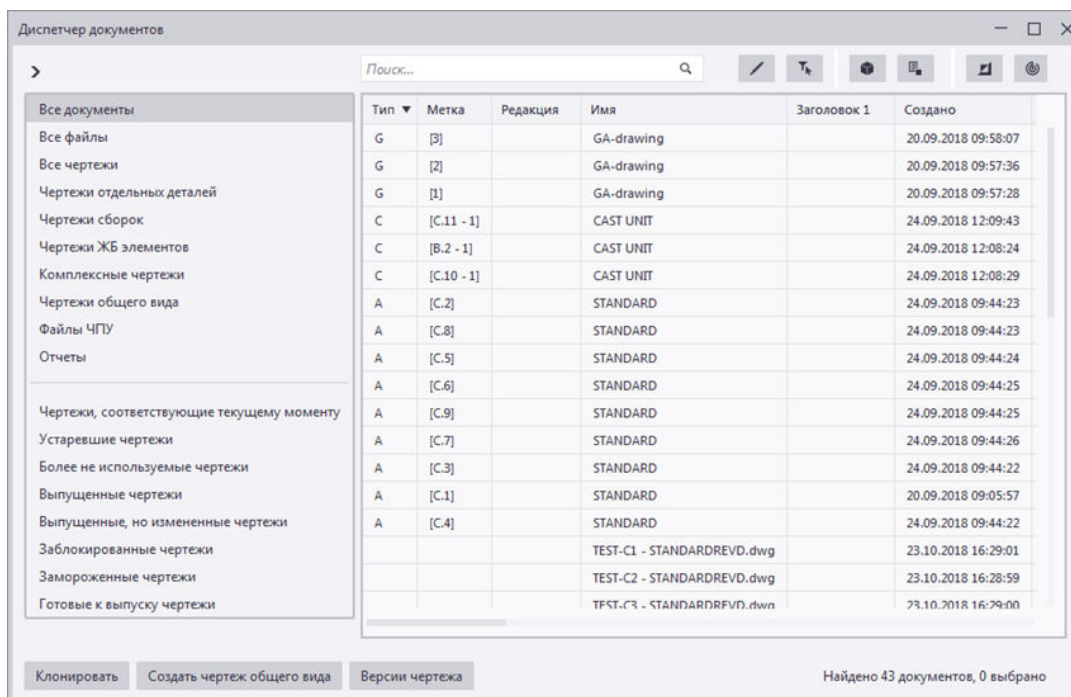 Диспетчер документов
Поиск...
Все документы
Все файлы
Все чертежи
Чертежи отдельных деталей
Чертежи сборок
Чертежи ЖБ элементов
Комплексные чертежи
Чертежи общего вида
Файлы ЧПУ
Отчеты
Чертежи, соответствующие текущему моменту
Устаревшие чертежи
Более не используемые чертежи
Выпущенные чертежи
Выпущенные, но измененные чертежи
Заблокированные чертежи
Замороженные чертежи
Готовые к выпуску чертежи
Тип Метка Редакция Имя Заголовок 1 Создано
G [3] GA-drawing 20.09.2018 09:58:07
G [2] GA-drawing 20.09.2018 09:57:36
G [1] GA-drawing 20.09.2018 09:57:28
C [C.11 - 1] CAST UNIT 24.09.2018 12:09:43
C [B.2 - 1] CAST UNIT 24.09.2018 12:08:24
C [C.10 - 1] CAST UNIT 24.09.2018 12:08:29
A [C.2] STANDARD 24.09.2018 09:44:23
A [C.8] STANDARD 24.09.2018 09:44:23
A [C.5] STANDARD 24.09.2018 09:44:24
A [C.6] STANDARD 24.09.2018 09:44:25
A [C.9] STANDARD 24.09.2018 09:44:25
A [C.7] STANDARD 24.09.2018 09:44:26
A [C.3] STANDARD 24.09.2018 09:44:22
A [C.1] STANDARD 20.09.2018 09:05:57
A [C.4] STANDARD 24.09.2018 09:44:22
TEST-C1 - STANDARDREVD.dwg 23.10.2018 16:29:01
TEST-C2 - STANDARDREVD.dwg 23.10.2018 16:28:59
TEST-C3 - STANDARDREVD.dwg 23.10.2018 16:29:00
Клонировать Создать чертеж общего вида Версии чертежа Найдено 43 документов, 0 выбрано